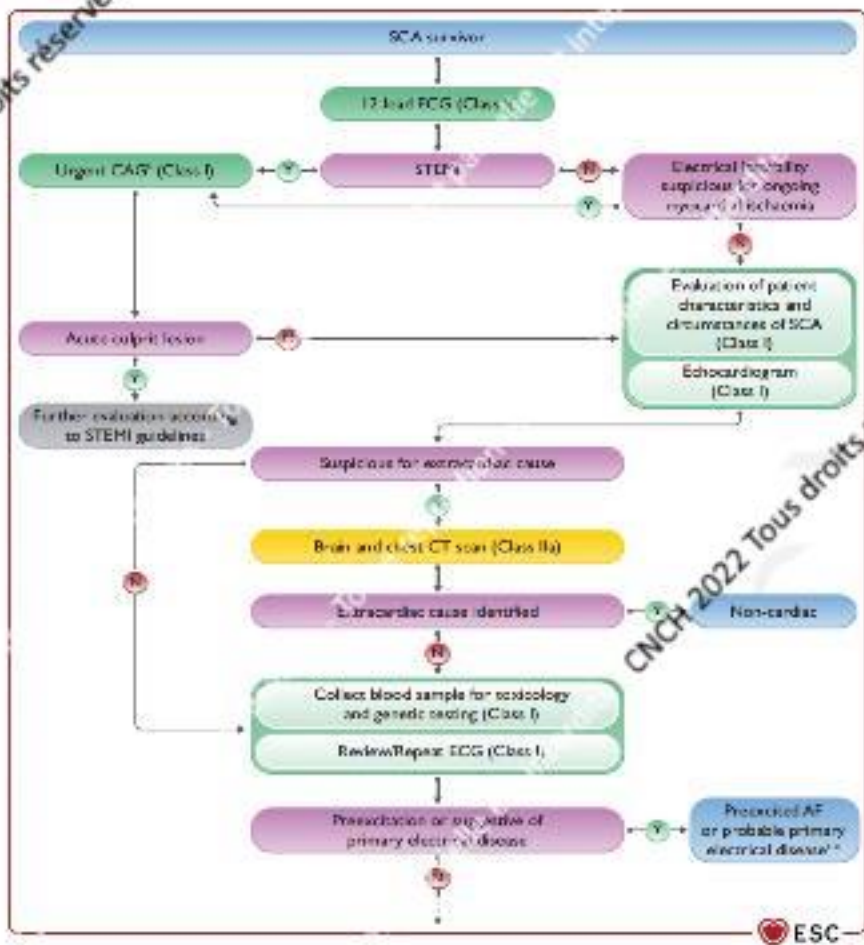 SCA survivor
12-lead ECG (Class I)
Urgent CAG (Class I)
Y
STEMI
N
Electrical instability
suspicious for ongoing
myocardial ischaemia
Y
N
Evaluation of patient
characteristics and
circumstances of SCA
(Class I)
Echocardiogram
(Class I)
Acute culprit lesion
N
Y
Further evaluation according
to STEMI guidelines
Suspicious for extracardiac cause
Y
Brain and chest CT scan (Class IIa)
N
Extracardiac cause identified
Y
Non-cardiac
N
Collect blood sample for toxicology
and genetic testing (Class I)
Review/Repeat ECG (Class I)
Preexcitation or suggestive of
primary electrical disease
Y
Preexcited AF
or probable primary
electrical disease
N
ESC
CNCH 2022 Tous droits
droits réservés